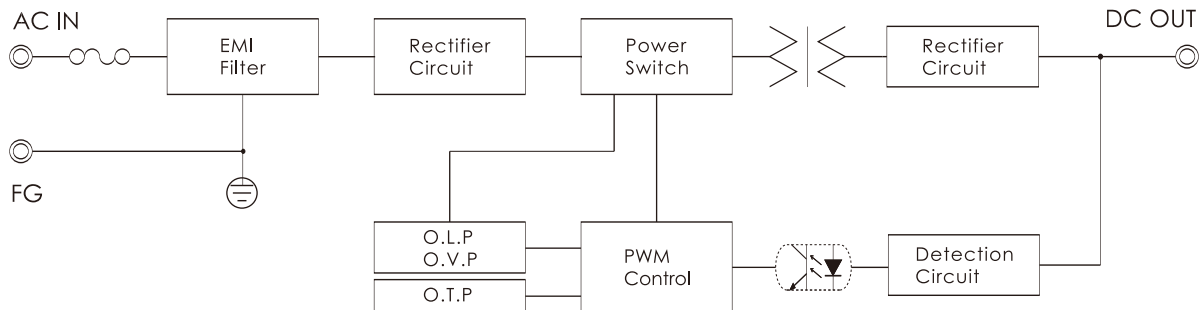 AC IN
DC OUT
EMI
Filter
Rectifier
Circuit
Power
Switch
Rectifier
Circuit
FG
O.L.P
O.V.P
O.T.P
PWM
Control
Detection
Circuit